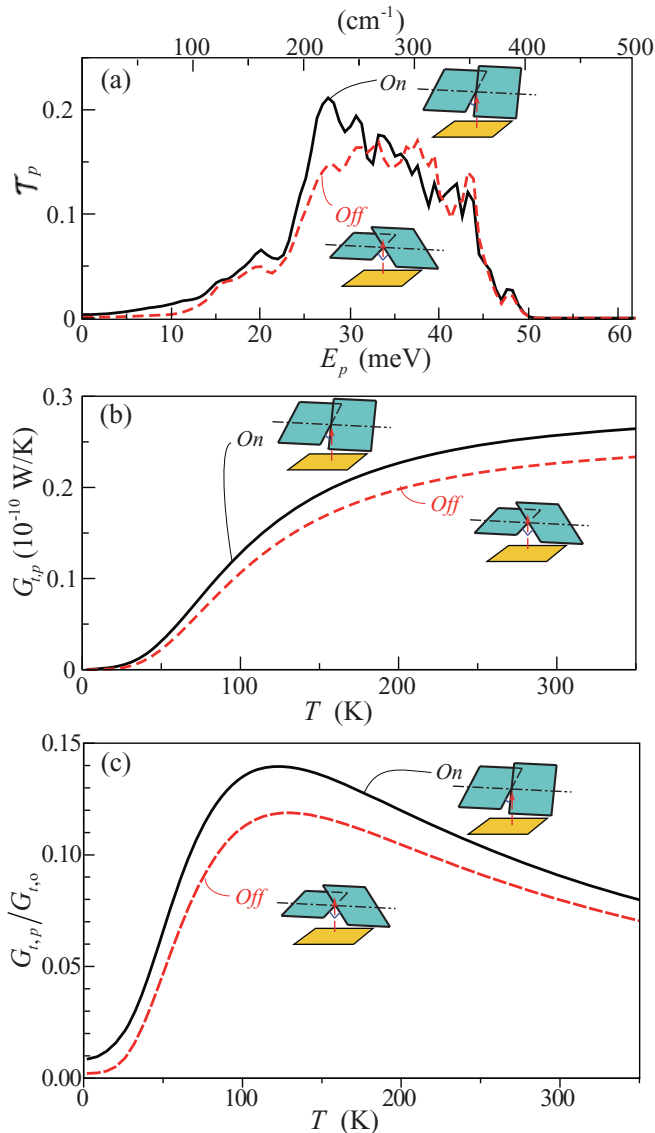 (cm⁻¹)
0 100 200 300 400 500
(a)
On
0.2
0.1
0
𝒯p
Off
0 10 20 30 40 50 60
Ep (meV)
0.3
(b)
On
0.2
Off
0.1
0
Gt,p (10⁻¹⁰ W/K)
0 100 200 300
T (K)
0.15
(c)
On
0.10
Off
0.05
0.00
Gt,p/Gt,o
0 100 200 300
T (K)